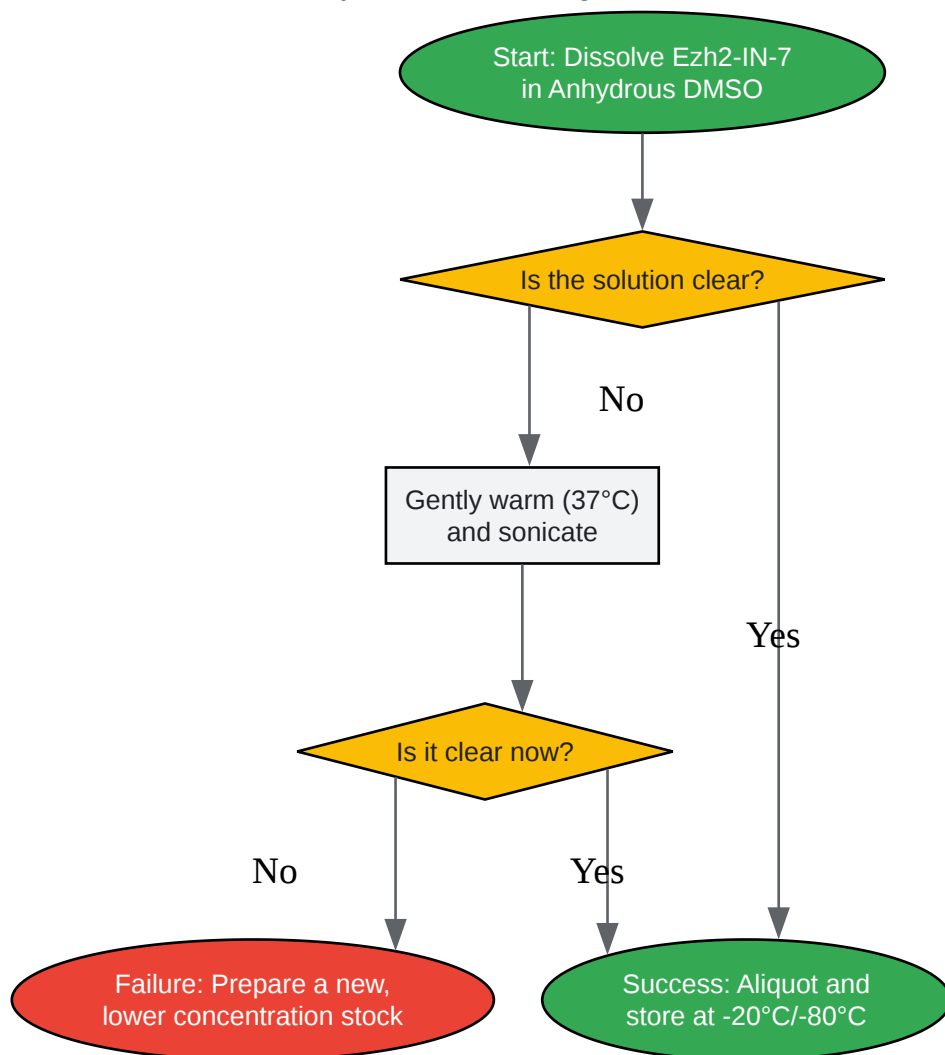 Start: Dissolve Ezh2-IN-7
in Anhydrous DMSO
Is the solution clear?
No
Gently warm (37°C)
and sonicate
Yes
Is it clear now?
No
Yes
Failure: Prepare a new,
lower concentration stock
Success: Aliquot and
store at -20°C/-80°C